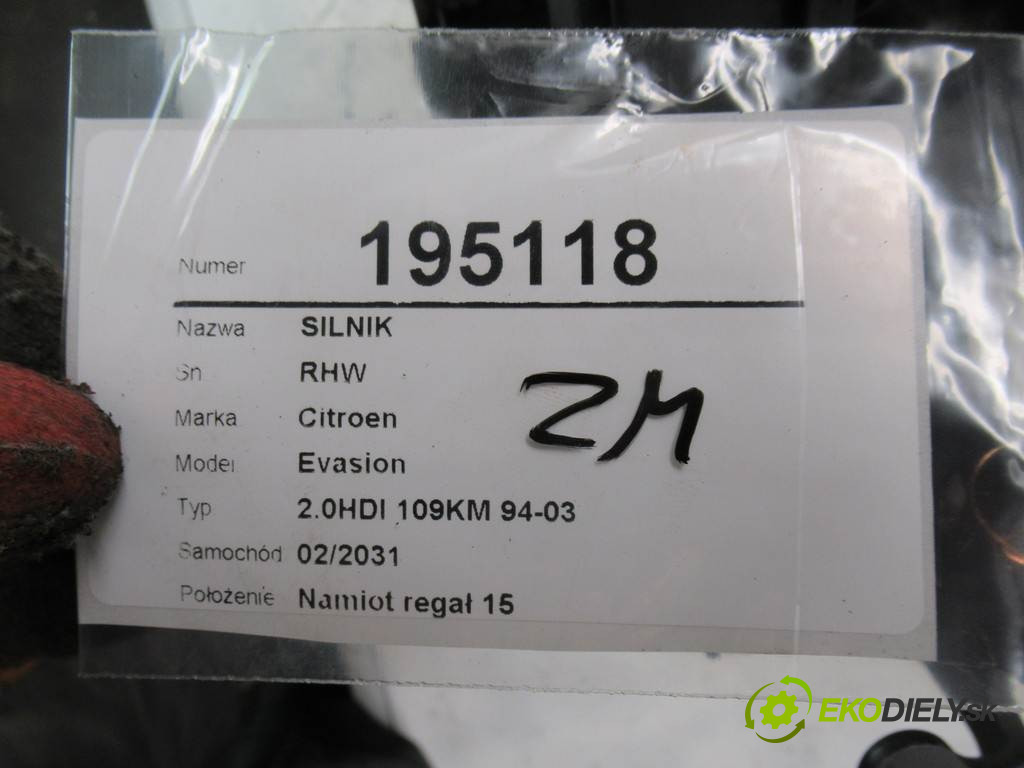 Numer 195118
Nazwa SILNIK
Sn RHW
Marka Citroen
Model Evasion
Typ 2.0HDI 109KM 94-03
Samochód 02/2031
Położenie Namiot regał 15
ZM
EKODIELY.SK